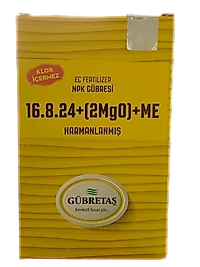 KLOR
İÇERMEZ
EC FERTILIZER
NPK GÜBRESİ
16.8.24+(2MgO)+ME
HARMANLANMIŞ
GÜBRETAŞ